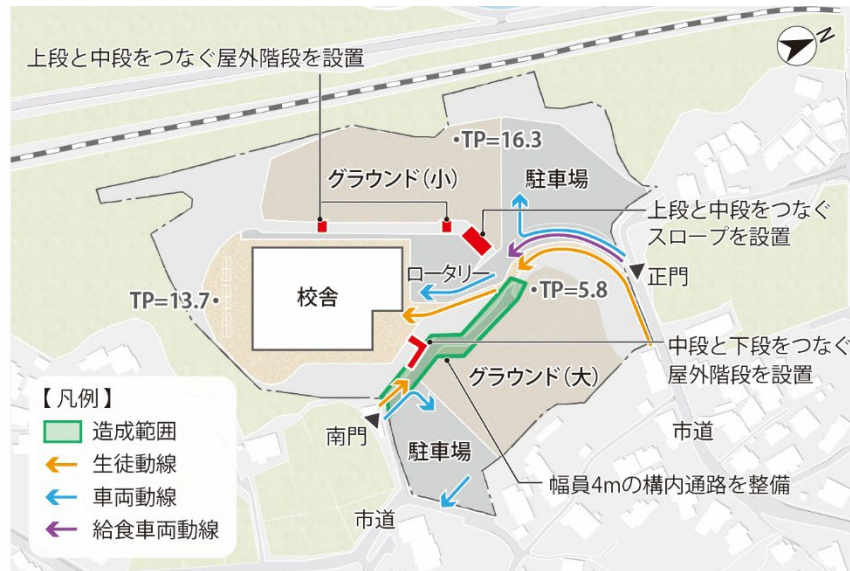 上段と中段をつなぐ屋外階段を設置
N
・TP=16.3
グラウンド（小）
駐車場
上段と中段をつなぐ
スロープを設置
ロータリー
正門
TP=13.7・
校舎
・TP=5.8
中段と下段をつなぐ
屋外階段を設置
グラウンド（大）
【凡例】
造成範囲
生徒動線
車両動線
給食車両動線
南門
駐車場
市道
幅員4mの構内通路を整備
市道